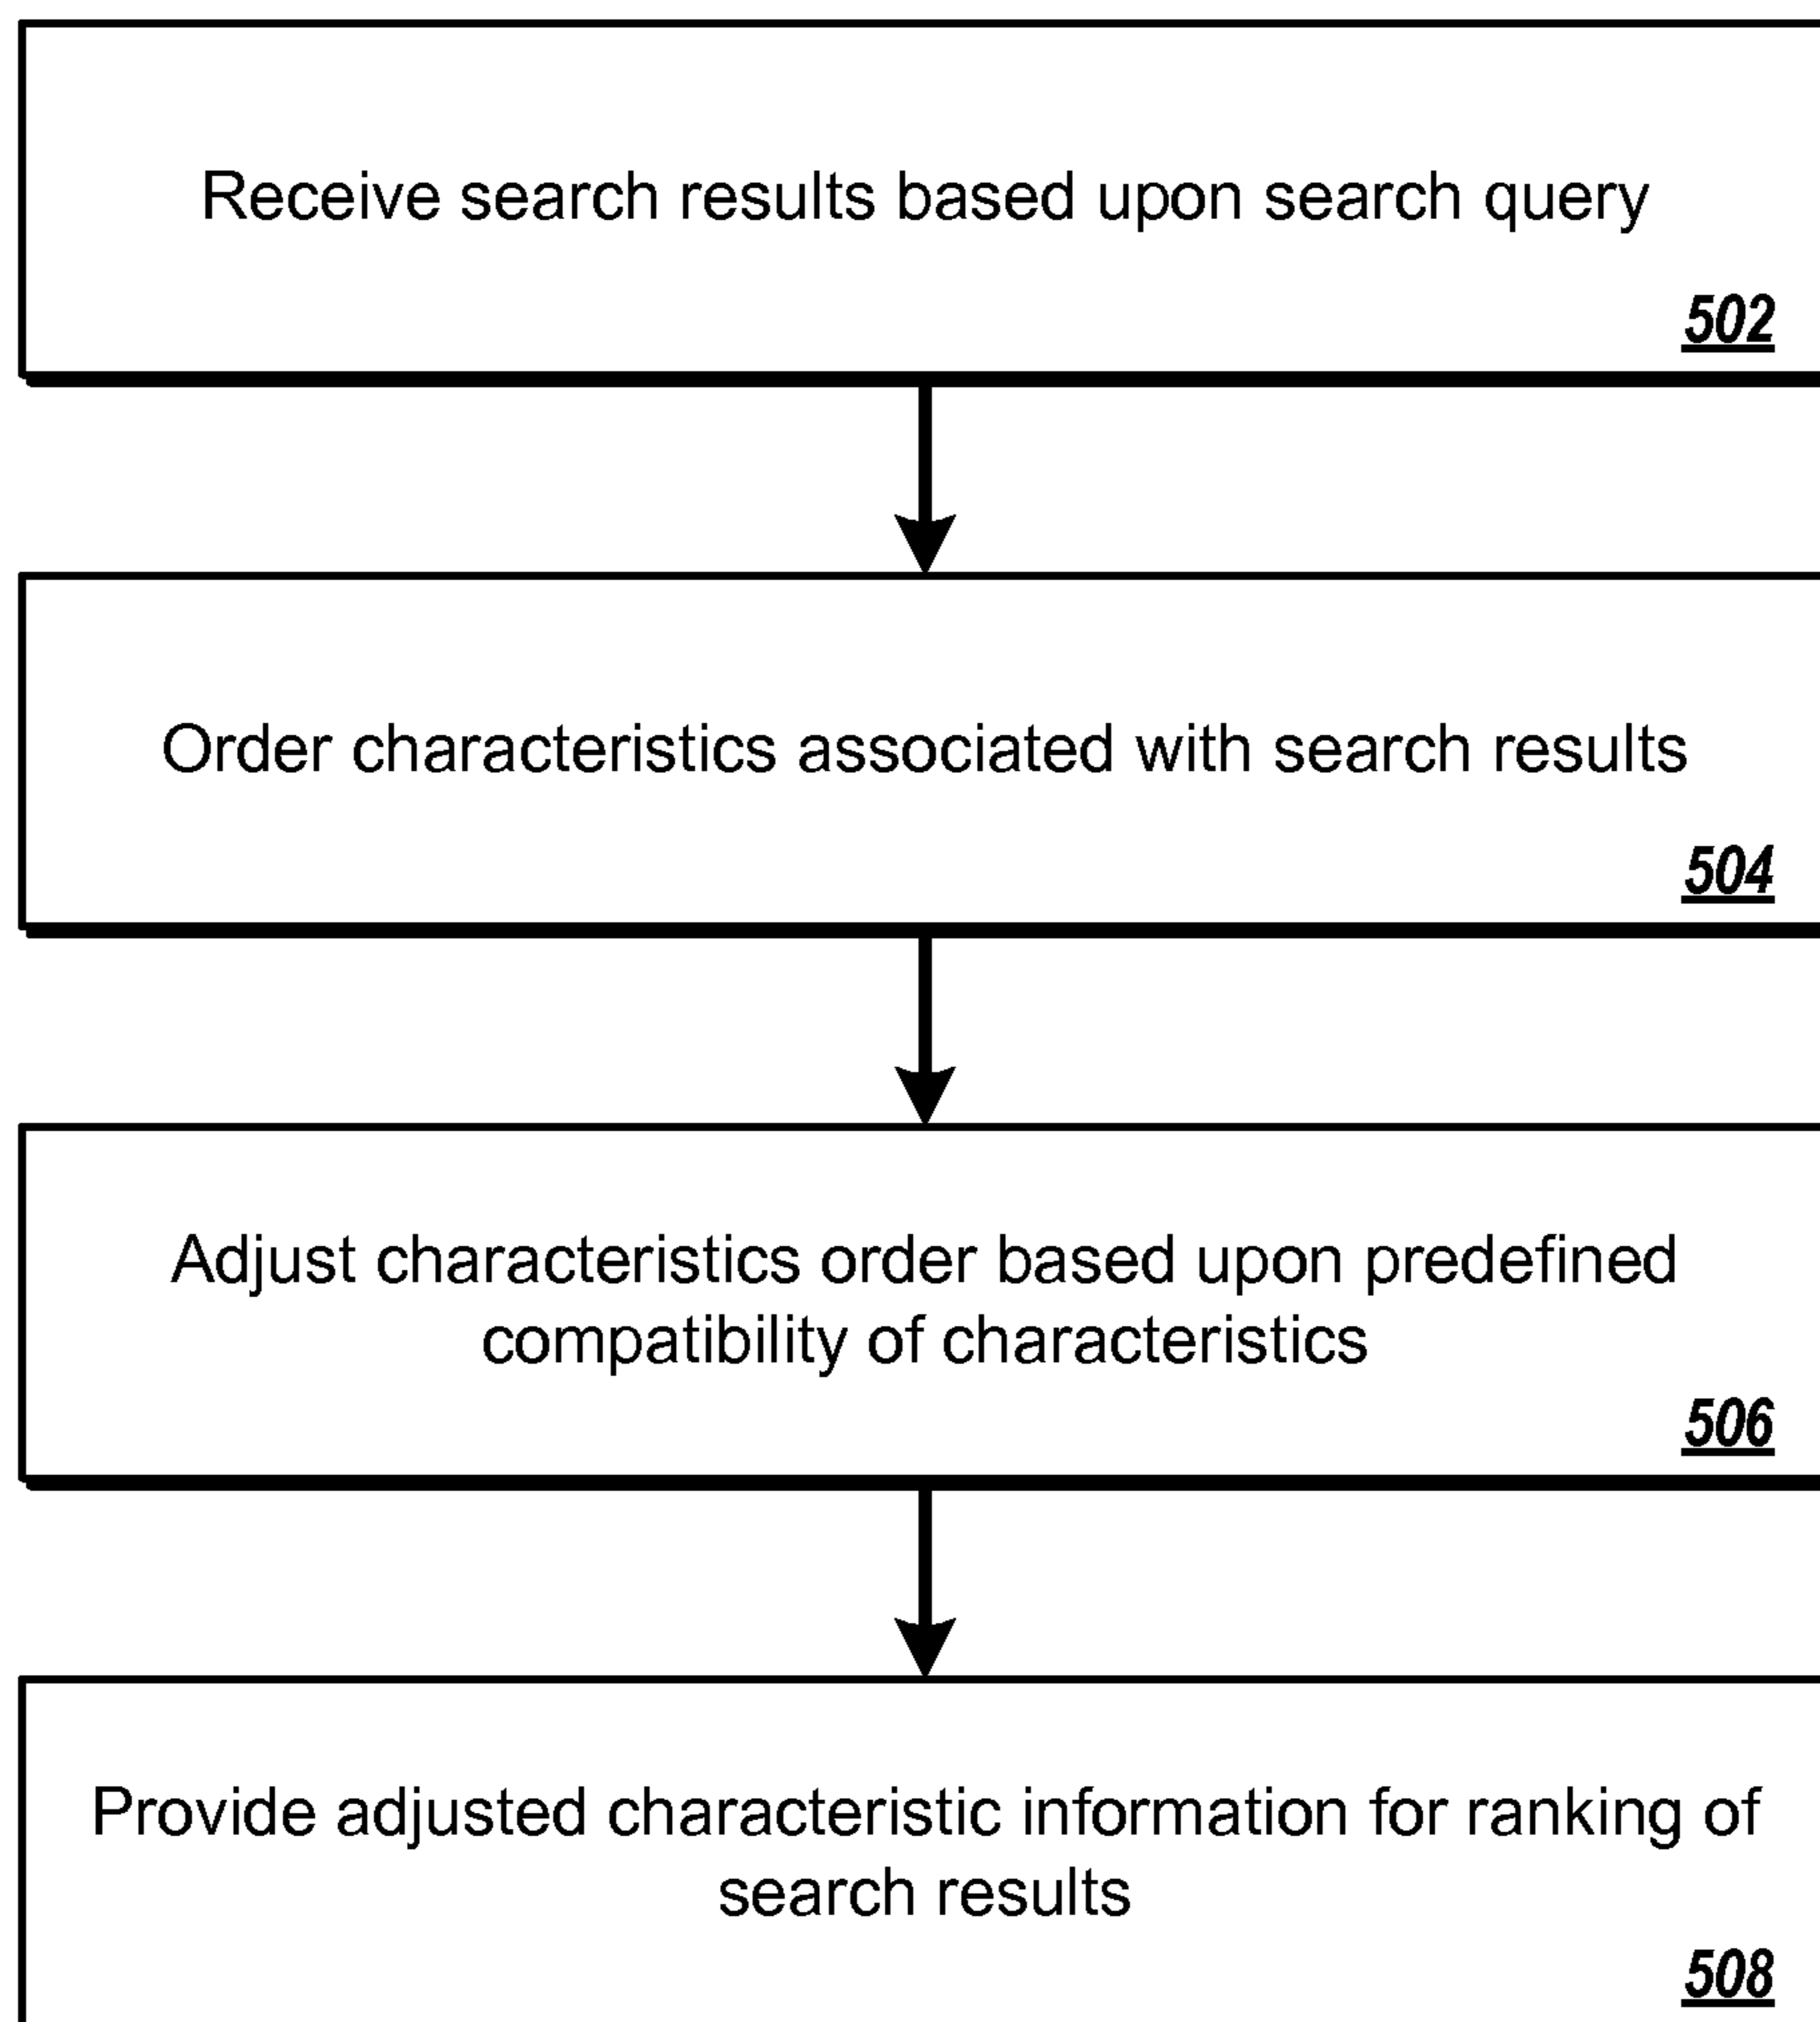 Receive search results based upon search query
502
Order characteristics associated with search results
504
Adjust characteristics order based upon predefined
compatibility of characteristics
506
Provide adjusted characteristic information for ranking of
search results
508